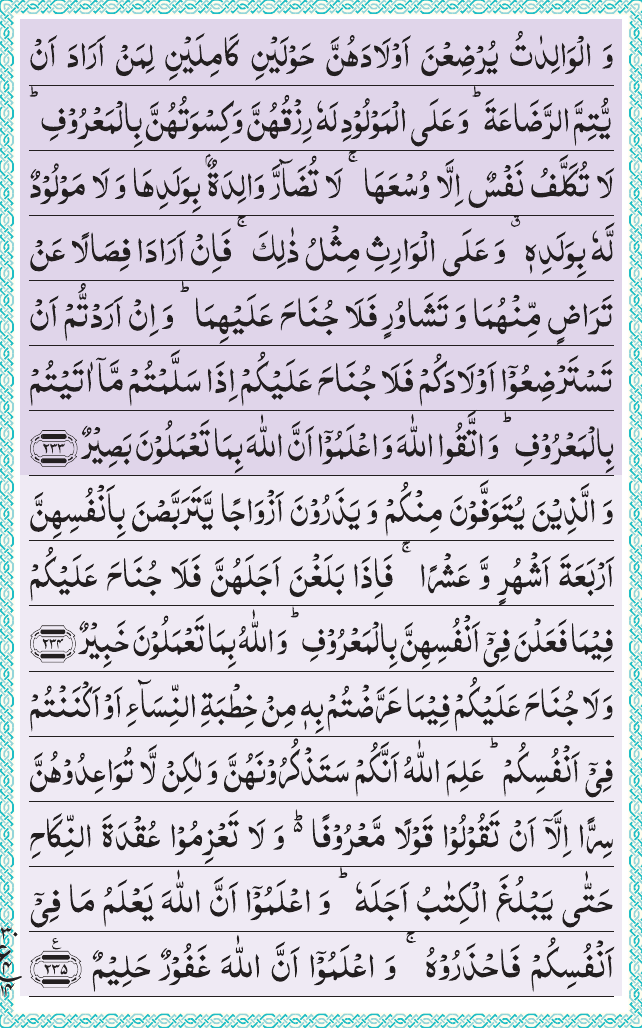 وَ الْوَالِدٰتُ يُرْضِعْنَ اَوْلَادَهُنَّ حَوْلَيْنِ كَامِلَيْنِ لِمَنْ اَرَادَ اَنْ
يُّتِمَّ الرَّضَاعَةَ ؕ وَ عَلَى الْمَوْلُوْدِ لَهٗ رِزْقُهُنَّ وَ كِسْوَتُهُنَّ بِالْمَعْرُوْفِ ؕ
لَا تُكَلَّفُ نَفْسٌ اِلَّا وُسْعَهَا ۚ لَا تُضَآرَّ وَالِدَةٌۢ بِوَلَدِهَا وَ لَا مَوْلُوْدٌ
لَّهٗ بِوَلَدِهٖ ۗ وَ عَلَى الْوَارِثِ مِثْلُ ذٰلِكَ ۚ فَاِنْ اَرَادَا فِصَالًا عَنْ
تَرَاضٍ مِّنْهُمَا وَ تَشَاوُرٍ فَلَا جُنَاحَ عَلَيْهِمَا ؕ وَ اِنْ اَرَدْتُّمْ اَنْ
تَسْتَرْضِعُوْۤا اَوْلَادَكُمْ فَلَا جُنَاحَ عَلَيْكُمْ اِذَا سَلَّمْتُمْ مَّاۤ اٰتَيْتُمْ
بِالْمَعْرُوْفِ ؕ وَ اتَّقُوا اللّٰهَ وَ اعْلَمُوْۤا اَنَّ اللّٰهَ بِمَا تَعْمَلُوْنَ بَصِيْرٌ ۲۳۳
وَ الَّذِيْنَ يُتَوَفَّوْنَ مِنْكُمْ وَ يَذَرُوْنَ اَزْوَاجًا يَّتَرَبَّصْنَ بِاَنْفُسِهِنَّ
اَرْبَعَةَ اَشْهُرٍ وَّ عَشْرًا ۚ فَاِذَا بَلَغْنَ اَجَلَهُنَّ فَلَا جُنَاحَ عَلَيْكُمْ
فِيْمَا فَعَلْنَ فِيْۤ اَنْفُسِهِنَّ بِالْمَعْرُوْفِ ؕ وَ اللّٰهُ بِمَا تَعْمَلُوْنَ خَبِيْرٌ ۲۳۴
وَ لَا جُنَاحَ عَلَيْكُمْ فِيْمَا عَرَّضْتُمْ بِهٖ مِنْ خِطْبَةِ النِّسَآءِ اَوْ اَكْنَنْتُمْ
فِيْۤ اَنْفُسِكُمْ ؕ عَلِمَ اللّٰهُ اَنَّكُمْ سَتَذْكُرُوْنَهُنَّ وَ لٰكِنْ لَّا تُوَاعِدُوْهُنَّ
سِرًّا اِلَّاۤ اَنْ تَقُوْلُوْا قَوْلًا مَّعْرُوْفًا ؕ۬ وَ لَا تَعْزِمُوْا عُقْدَةَ النِّكَاحِ
حَتّٰى يَبْلُغَ الْكِتٰبُ اَجَلَهٗ ؕ وَ اعْلَمُوْۤا اَنَّ اللّٰهَ يَعْلَمُ مَا فِيْۤ
اَنْفُسِكُمْ فَاحْذَرُوْهُ ۚ وَ اعْلَمُوْۤا اَنَّ اللّٰهَ غَفُوْرٌ حَلِيْمٌ ع ۲۳۵